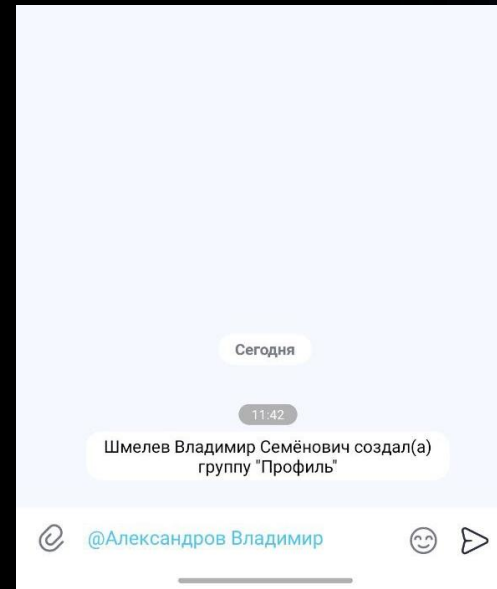 Сегодня
11:42
Шмелев Владимир Семёнович создал(а)
группу "Профиль"
@Александров Владимир